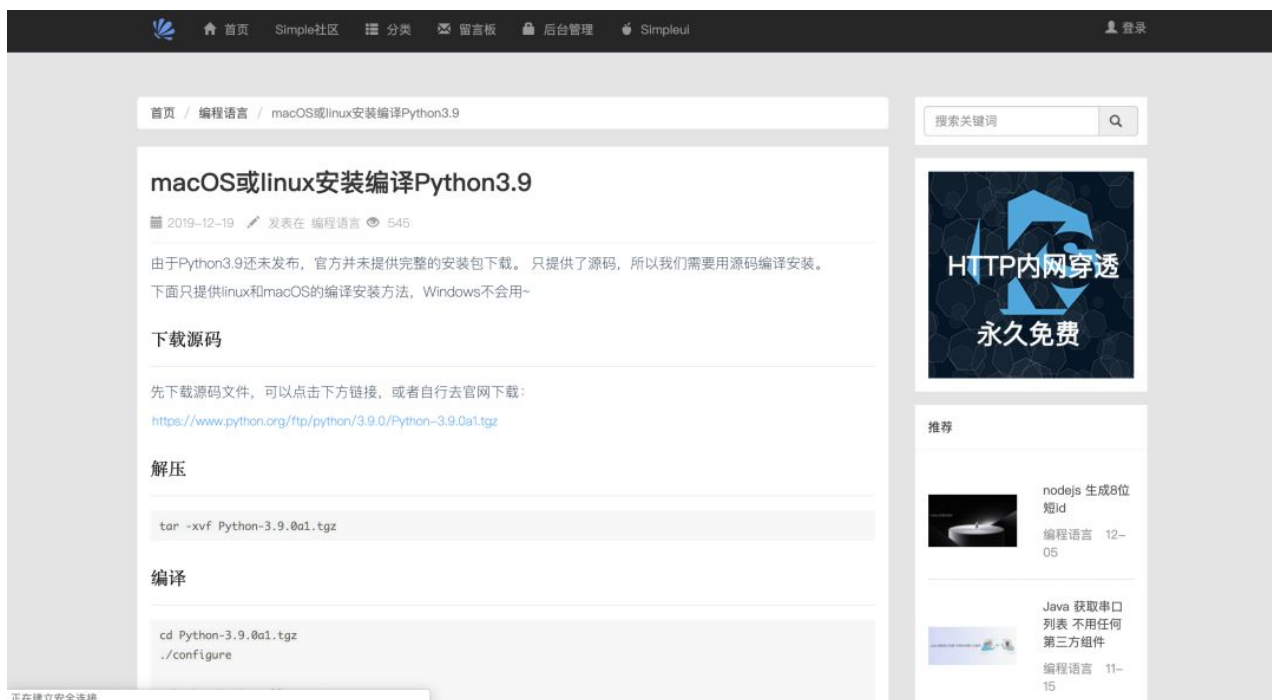 首页 Simple社区 分类 留言板 后台管理 Simpleui 登录
首页 / 编程语言 / macOS或linux安装编译Python3.9
macOS或linux安装编译Python3.9
2019-12-19 发表在 编程语言 545
由于Python3.9还未发布，官方并未提供完整的安装包下载。 只提供了源码，所以我们需要用源码编译安装。
下面只提供linux和macOS的编译安装方法，Windows不会用~
下载源码
先下载源码文件，可以点击下方链接，或者自行去官网下载：
https://www.python.org/ftp/python/3.9.0/Python-3.9.0a1.tgz
解压
tar -xvf Python-3.9.0a1.tgz
编译
cd Python-3.9.0a1.tgz
./configure
正在建立安全连接
搜索关键词
HTTP内网穿透
永久免费
推荐
nodejs 生成8位
短id
编程语言 12-
05
Java 获取串口
列表 不用任何
第三方组件
编程语言 11-
15